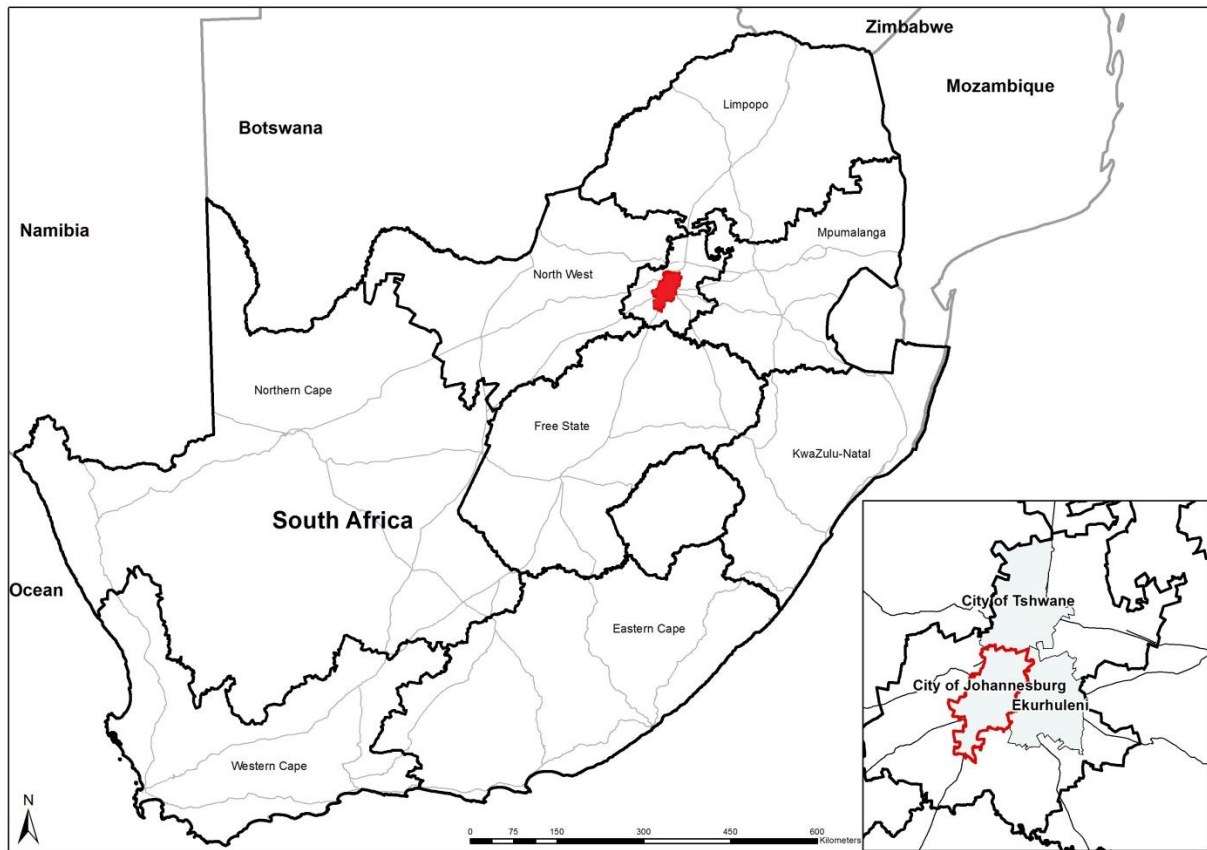 Zimbabwe
Mozambique
Limpopo
Botswana
Namibia
Mpumalanga
North West
Northern Cape
Free State
KwaZulu-Natal
South Africa
Ocean
Eastern Cape
Western Cape
City of Tshwane
City of Johannesburg
Ekurhuleni
N
0 75 150 300 450 600
Kilometers